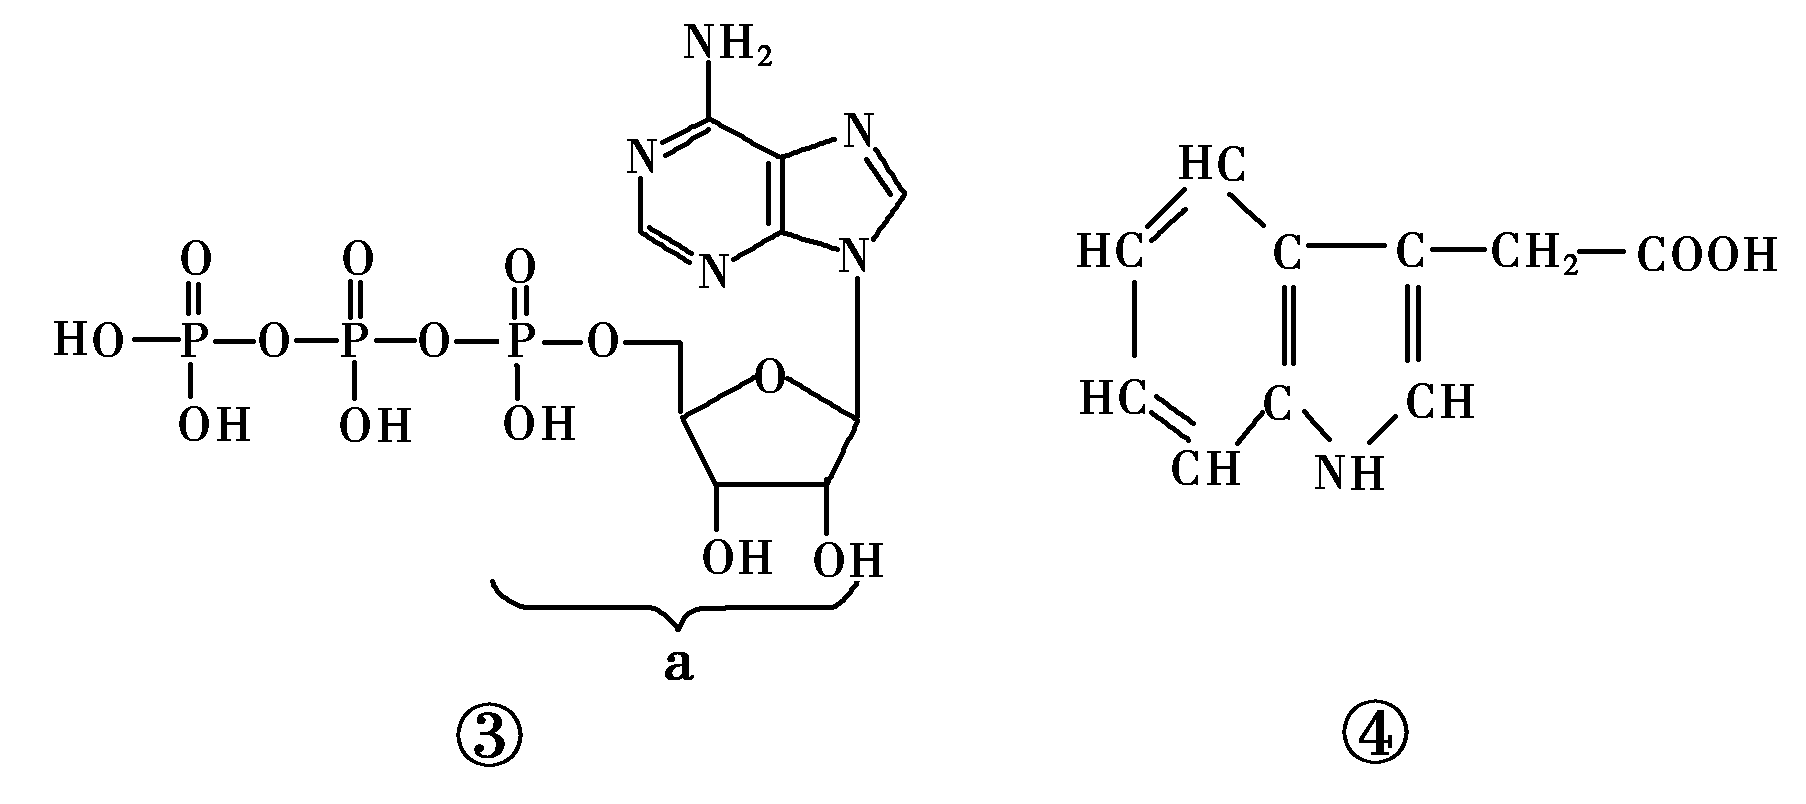 NH₂
N N
HC
HC C C CH₂ COOH
N N
O O O
HO P O P O P O
O
OH OH OH
HC C CH
CH NH
OH OH
a
③ ④